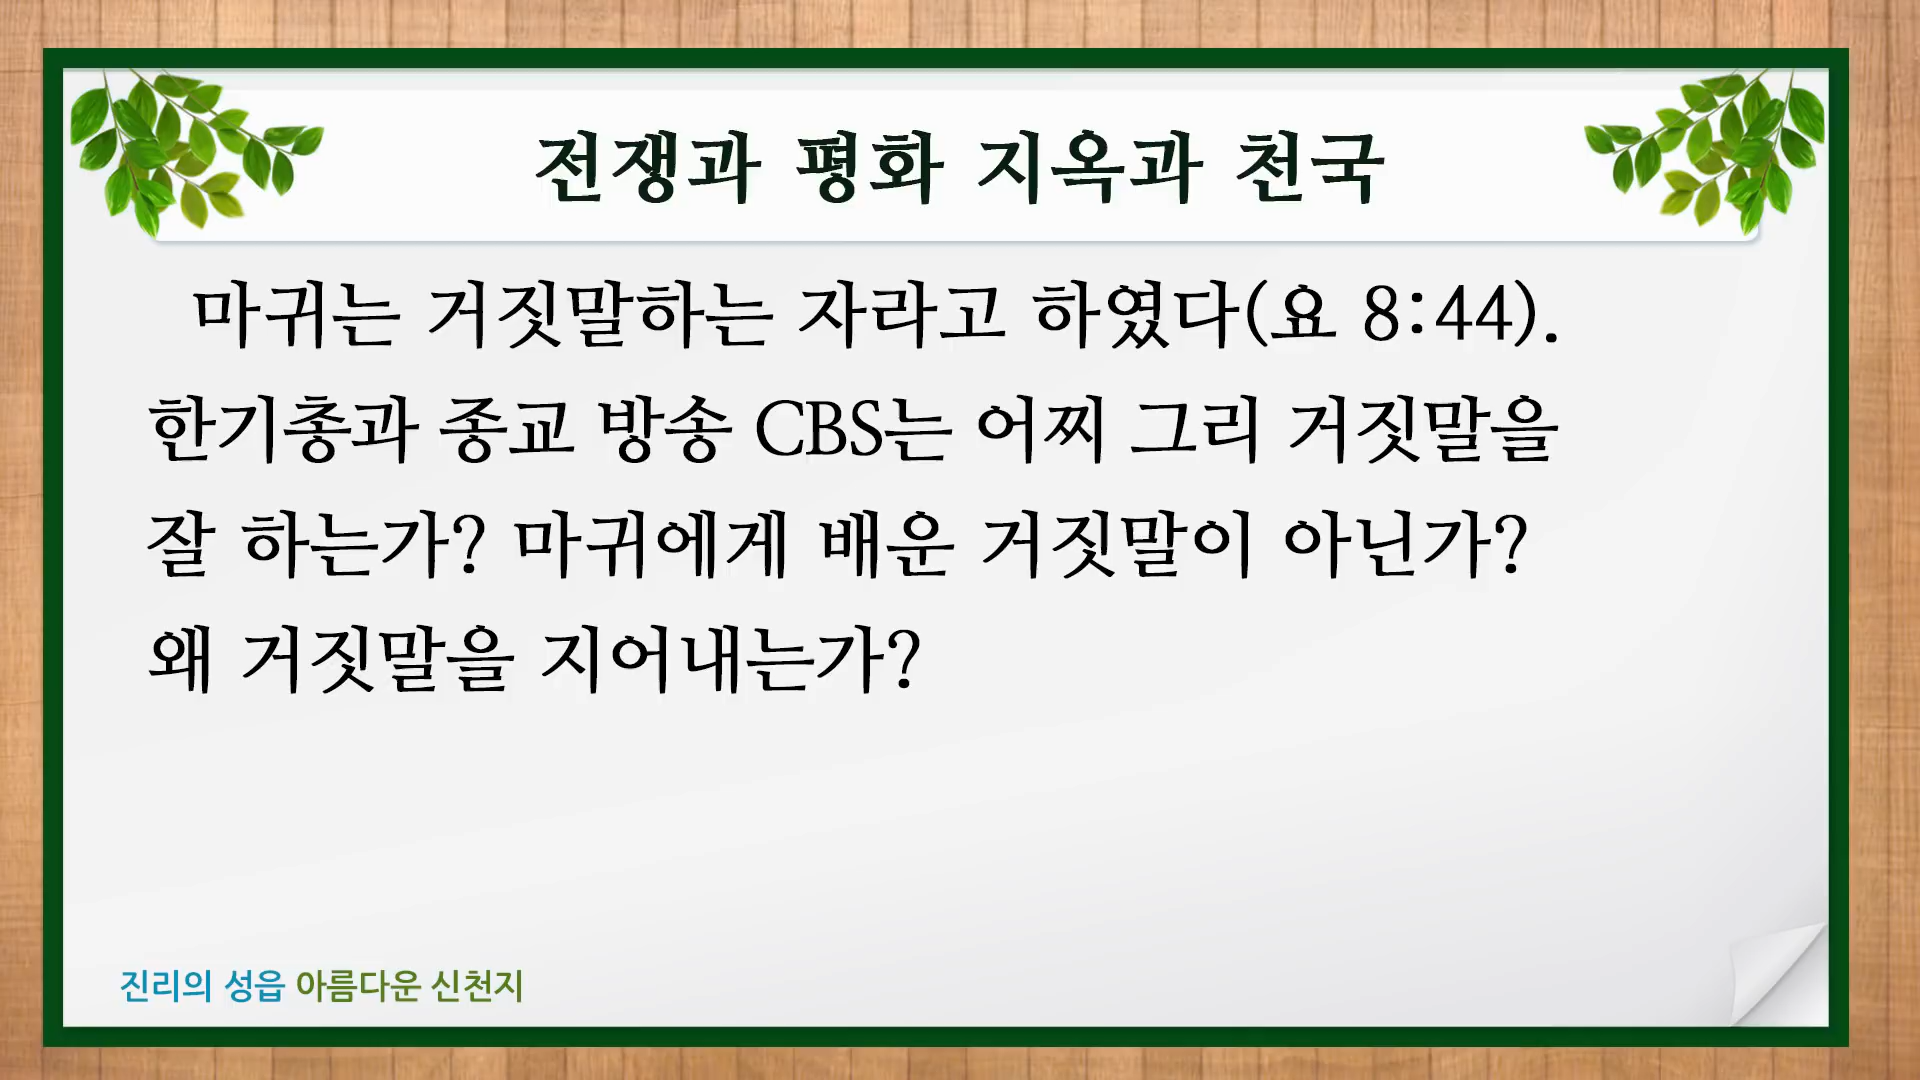 전쟁과 평화 지옥과 천국
마귀는 거짓말하는 자라고 하였다(요 8:44).
한기총과 종교 방송 CBS는 어찌 그리 거짓말을
잘 하는가? 마귀에게 배운 거짓말이 아닌가?
왜 거짓말을 지어내는가?
진리의 성읍 아름다운 신천지